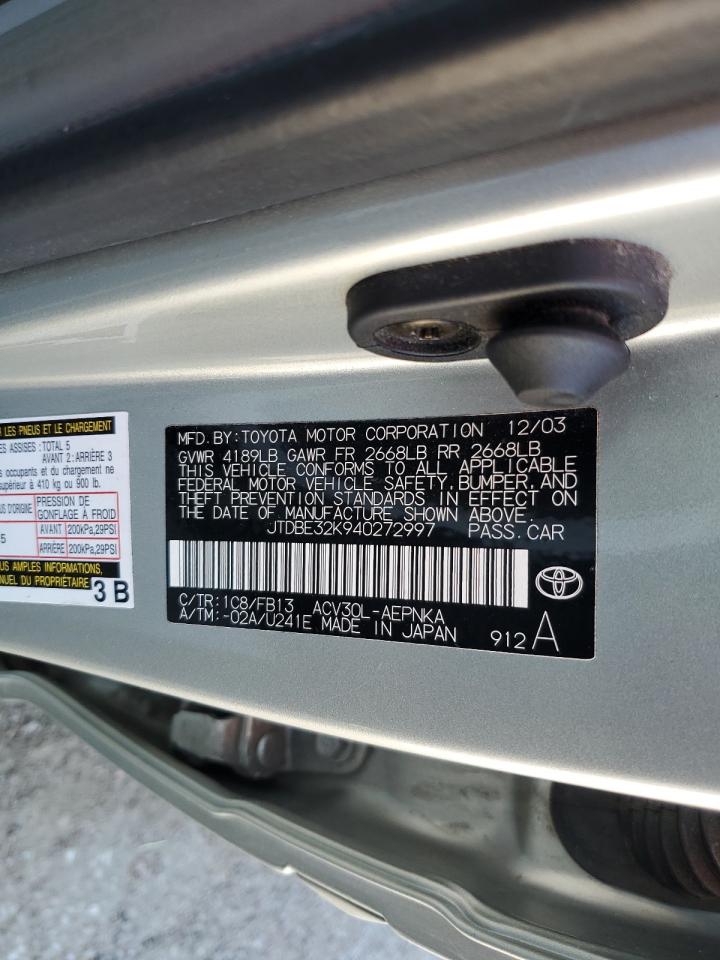 LES PNEUS ET LE CHARGEMENT
ASSISES : TOTAL 5
AVANT 2 : ARRIÈRE 3
occupants et du chargement ne
supérieur à 410 kg ou 900 lb.
D'ORIGINE PRESSION DE
GONFLAGE À FROID
5 AVANT 200kPa,29PSI
ARRIÈRE 200kPa,29PSI
AMPLES INFORMATIONS,
DU PROPRIÉTAIRE
3 B
MFD. BY: TOYOTA MOTOR CORPORATION 12/03
GVWR 4189LB GAWR FR 2668LB RR 2668LB
THIS VEHICLE CONFORMS TO ALL APPLICABLE
FEDERAL MOTOR VEHICLE SAFETY, BUMPER, AND
THEFT PREVENTION STANDARDS IN EFFECT ON
THE DATE OF MANUFACTURE SHOWN ABOVE.
JTDBE32K940272997 PASS. CAR
C/TR: 1C8/FB13 ACV30L-AEPNKA
A/TM: -02A/U241E MADE IN JAPAN
912 A